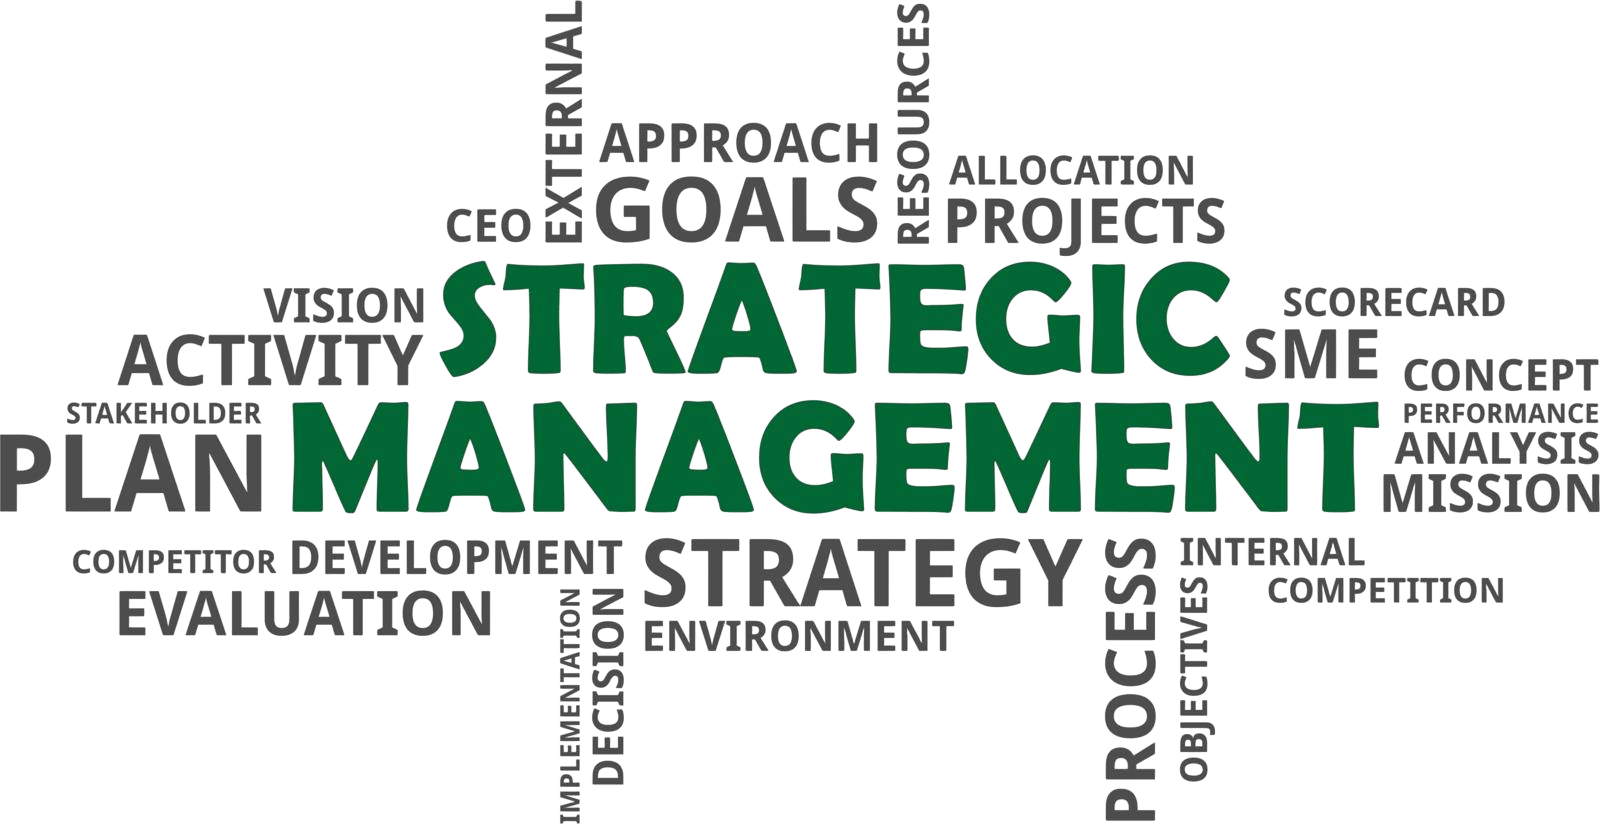 EXTERNAL
RESOURCES
APPROACH
ALLOCATION
GOALS
CEO
PROJECTS
STRATEGIC
VISION
SCORECARD
ACTIVITY
SME
CONCEPT
STAKEHOLDER
MANAGEMENT
PERFORMANCE
PLAN
ANALYSIS
MISSION
COMPETITOR
DEVELOPMENT
STRATEGY
PROCESS
INTERNAL
COMPETITION
EVALUATION
IMPLEMENTATION
DECISION
ENVIRONMENT
OBJECTIVES